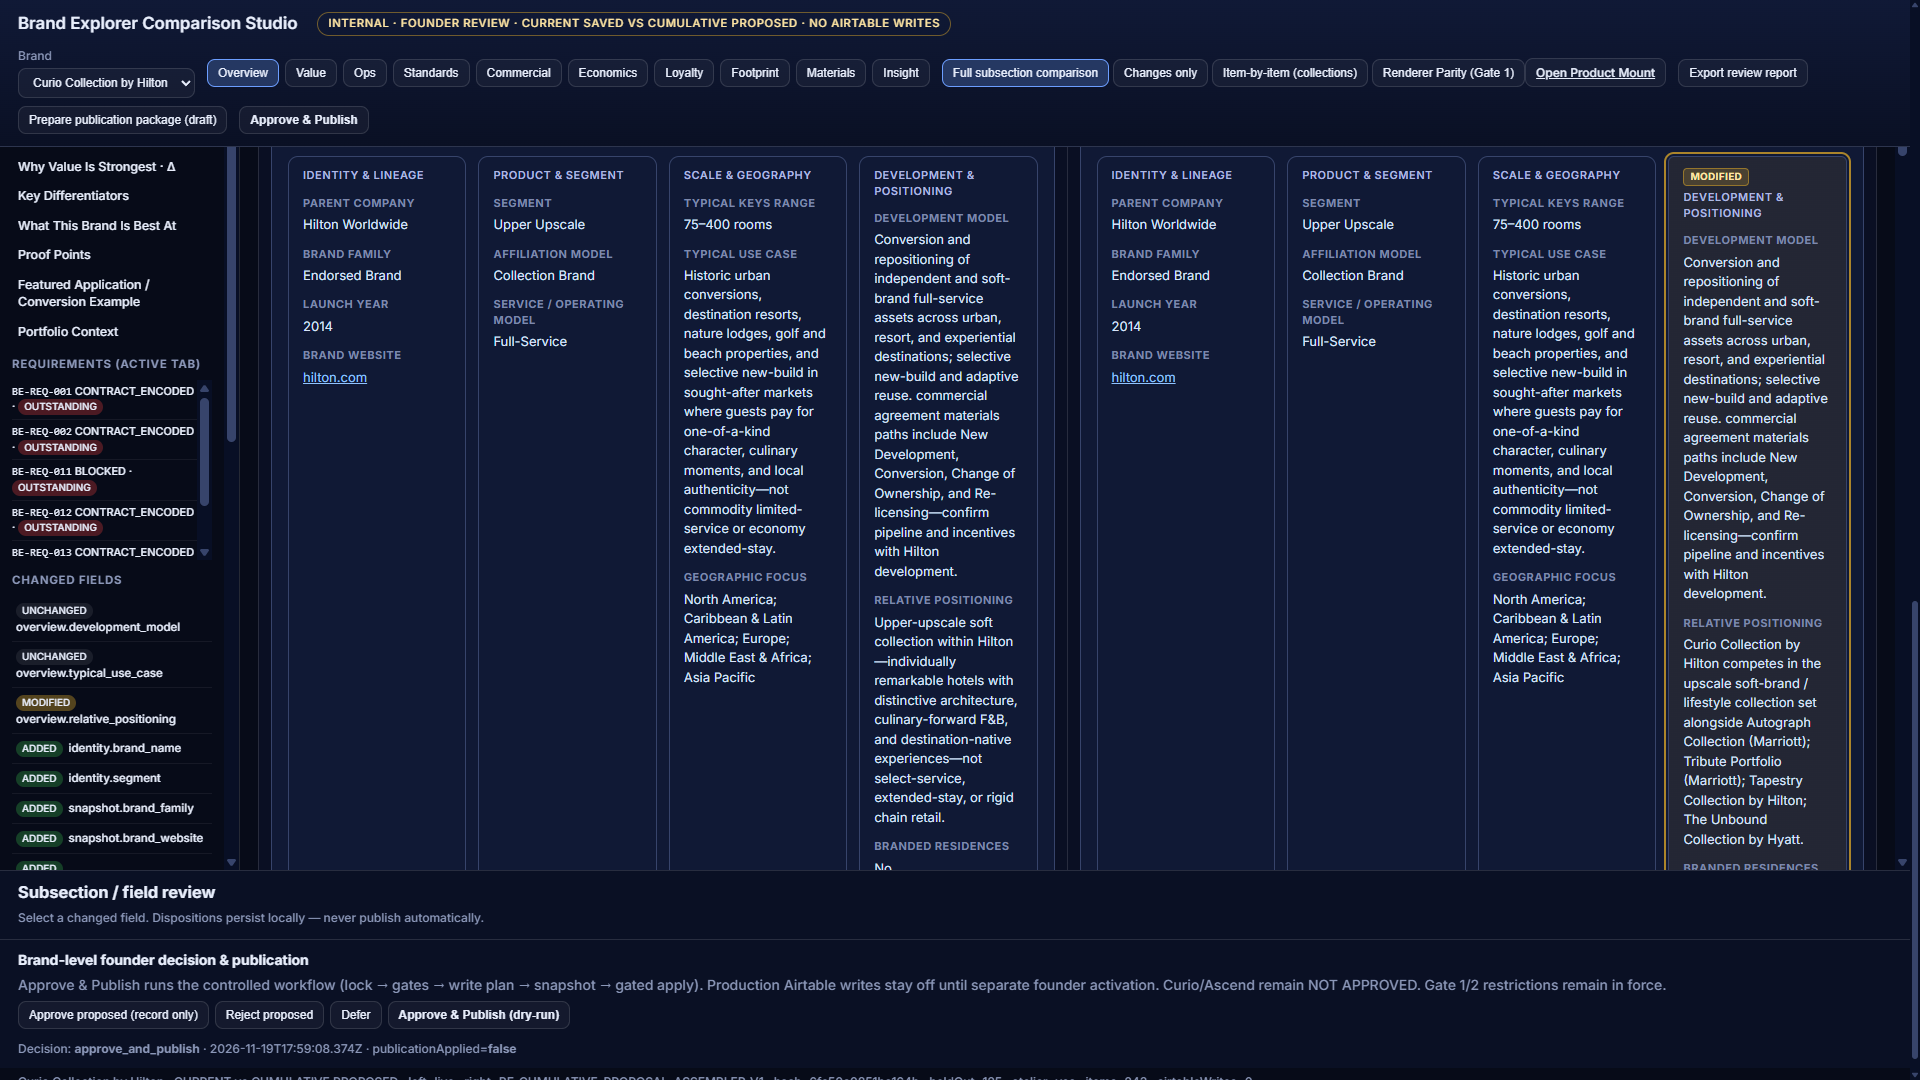 Brand Explorer Comparison Studio
INTERNAL · FOUNDER REVIEW · CURRENT SAVED VS CUMULATIVE PROPOSED · NO AIRTABLE WRITES
Brand
Curio Collection by Hilton
Overview
Value
Ops
Standards
Commercial
Economics
Loyalty
Footprint
Materials
Insight
Full subsection comparison
Changes only
Item-by-item (collections)
Renderer Parity (Gate 1)
Open Product Mount
Export review report
Prepare publication package (draft)
Approve & Publish
Why Value Is Strongest · Δ
Key Differentiators
What This Brand Is Best At
Proof Points
Featured Application /
Conversion Example
Portfolio Context
REQUIREMENTS (ACTIVE TAB)
BE-REQ-001 CONTRACT_ENCODED
· OUTSTANDING
BE-REQ-002 CONTRACT_ENCODED
· OUTSTANDING
BE-REQ-011 BLOCKED ·
OUTSTANDING
BE-REQ-012 CONTRACT_ENCODED
· OUTSTANDING
BE-REQ-013 CONTRACT_ENCODED
CHANGED FIELDS
UNCHANGED
overview.development_model
UNCHANGED
overview.typical_use_case
MODIFIED
overview.relative_positioning
ADDED identity.brand_name
ADDED identity.segment
ADDED snapshot.brand_family
ADDED snapshot.brand_website
ADDED
IDENTITY & LINEAGE
PARENT COMPANY
Hilton Worldwide
BRAND FAMILY
Endorsed Brand
LAUNCH YEAR
2014
BRAND WEBSITE
hilton.com
PRODUCT & SEGMENT
SEGMENT
Upper Upscale
AFFILIATION MODEL
Collection Brand
SERVICE / OPERATING
MODEL
Full-Service
SCALE & GEOGRAPHY
TYPICAL KEYS RANGE
75–400 rooms
TYPICAL USE CASE
Historic urban
conversions,
destination resorts,
nature lodges, golf and
beach properties, and
selective new-build in
sought-after markets
where guests pay for
one-of-a-kind
character, culinary
moments, and local
authenticity—not
commodity limited-
service or economy
extended-stay.
GEOGRAPHIC FOCUS
North America;
Caribbean & Latin
America; Europe;
Middle East & Africa;
Asia Pacific
DEVELOPMENT &
POSITIONING
DEVELOPMENT MODEL
Conversion and
repositioning of
independent and soft-
brand full-service
assets across urban,
resort, and experiential
destinations; selective
new-build and adaptive
reuse. commercial
agreement materials
paths include New
Development,
Conversion, Change of
Ownership, and Re-
licensing—confirm
pipeline and incentives
with Hilton
development.
RELATIVE POSITIONING
Upper-upscale soft
collection within Hilton
—individually
remarkable hotels with
distinctive architecture,
culinary-forward F&B,
and destination-native
experiences—not
select-service,
extended-stay, or rigid
chain retail.
BRANDED RESIDENCES
No
IDENTITY & LINEAGE
PARENT COMPANY
Hilton Worldwide
BRAND FAMILY
Endorsed Brand
LAUNCH YEAR
2014
BRAND WEBSITE
hilton.com
PRODUCT & SEGMENT
SEGMENT
Upper Upscale
AFFILIATION MODEL
Collection Brand
SERVICE / OPERATING
MODEL
Full-Service
SCALE & GEOGRAPHY
TYPICAL KEYS RANGE
75–400 rooms
TYPICAL USE CASE
Historic urban
conversions,
destination resorts,
nature lodges, golf and
beach properties, and
selective new-build in
sought-after markets
where guests pay for
one-of-a-kind
character, culinary
moments, and local
authenticity—not
commodity limited-
service or economy
extended-stay.
GEOGRAPHIC FOCUS
North America;
Caribbean & Latin
America; Europe;
Middle East & Africa;
Asia Pacific
MODIFIED
DEVELOPMENT &
POSITIONING
DEVELOPMENT MODEL
Conversion and
repositioning of
independent and soft-
brand full-service
assets across urban,
resort, and experiential
destinations; selective
new-build and adaptive
reuse. commercial
agreement materials
paths include New
Development,
Conversion, Change of
Ownership, and Re-
licensing—confirm
pipeline and incentives
with Hilton
development.
RELATIVE POSITIONING
Curio Collection by
Hilton competes in the
upscale soft-brand /
lifestyle collection set
alongside Autograph
Collection (Marriott);
Tribute Portfolio
(Marriott); Tapestry
Collection by Hilton;
The Unbound
Collection by Hyatt.
BRANDED RESIDENCES
Subsection / field review
Select a changed field. Dispositions persist locally — never publish automatically.
Brand-level founder decision & publication
Approve & Publish runs the controlled workflow (lock → gates → write plan → snapshot → gated apply). Production Airtable writes stay off until separate founder activation. Curio/Ascend remain NOT APPROVED. Gate 1/2 restrictions remain in force.
Approve proposed (record only)
Reject proposed
Defer
Approve & Publish (dry-run)
Decision: approve_and_publish · 2026-11-19T17:59:08.374Z · publicationApplied=false